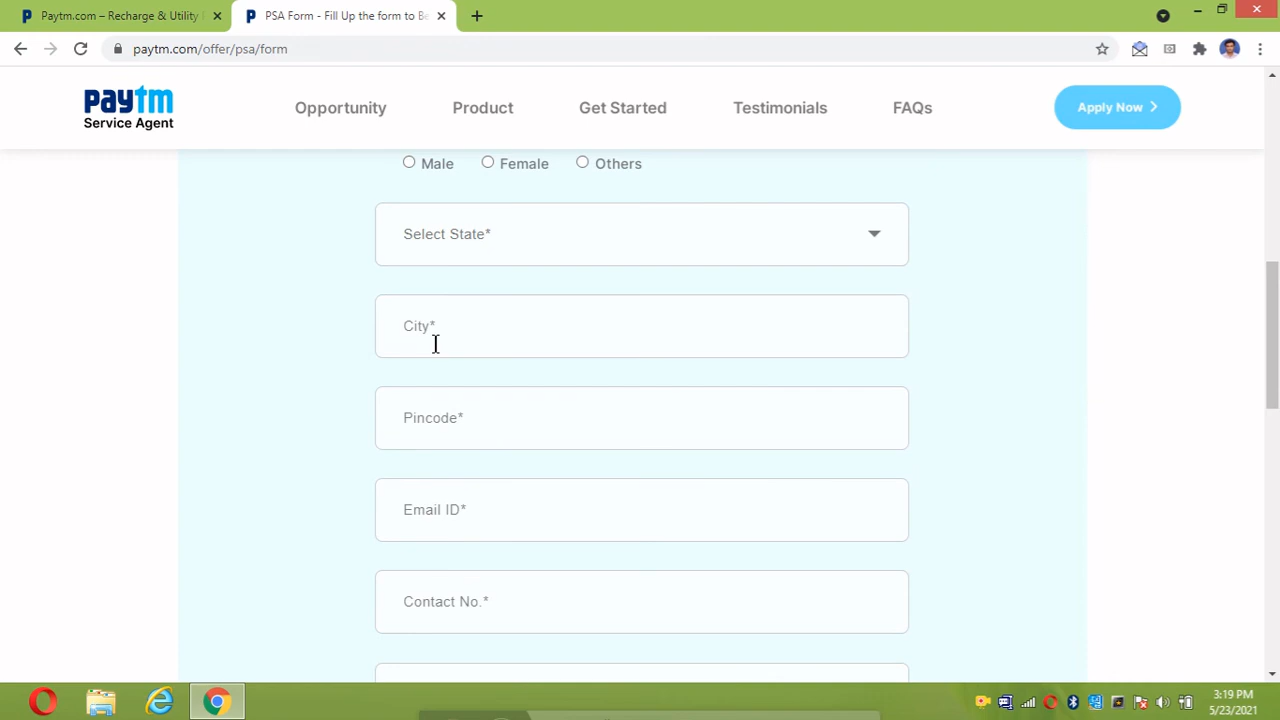 Paytm.com – Recharge & Utility
PSA Form - Fill Up the form to Be
paytm.com/offer/psa/form
paytm
Service Agent
Opportunity
Product
Get Started
Testimonials
FAQs
Apply Now
Male
Female
Others
Select State*
City*
Pincode*
Email ID*
Contact No.*
3:19 PM
5/23/2021